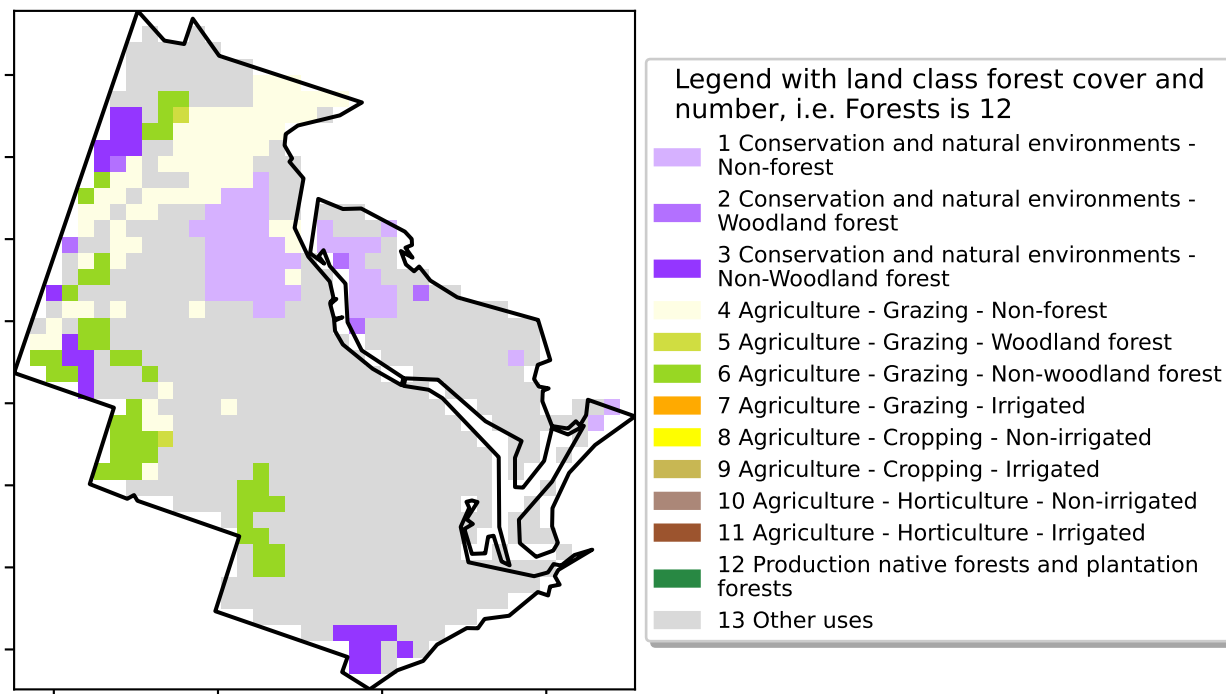 Legend with land class forest cover and
number, i.e. Forests is 12
1 Conservation and natural environments -
Non-forest
2 Conservation and natural environments -
Woodland forest
3 Conservation and natural environments -
Non-Woodland forest
4 Agriculture - Grazing - Non-forest
5 Agriculture - Grazing - Woodland forest
6 Agriculture - Grazing - Non-woodland forest
7 Agriculture - Grazing - Irrigated
8 Agriculture - Cropping - Non-irrigated
9 Agriculture - Cropping - Irrigated
10 Agriculture - Horticulture - Non-irrigated
11 Agriculture - Horticulture - Irrigated
12 Production native forests and plantation
forests
13 Other uses